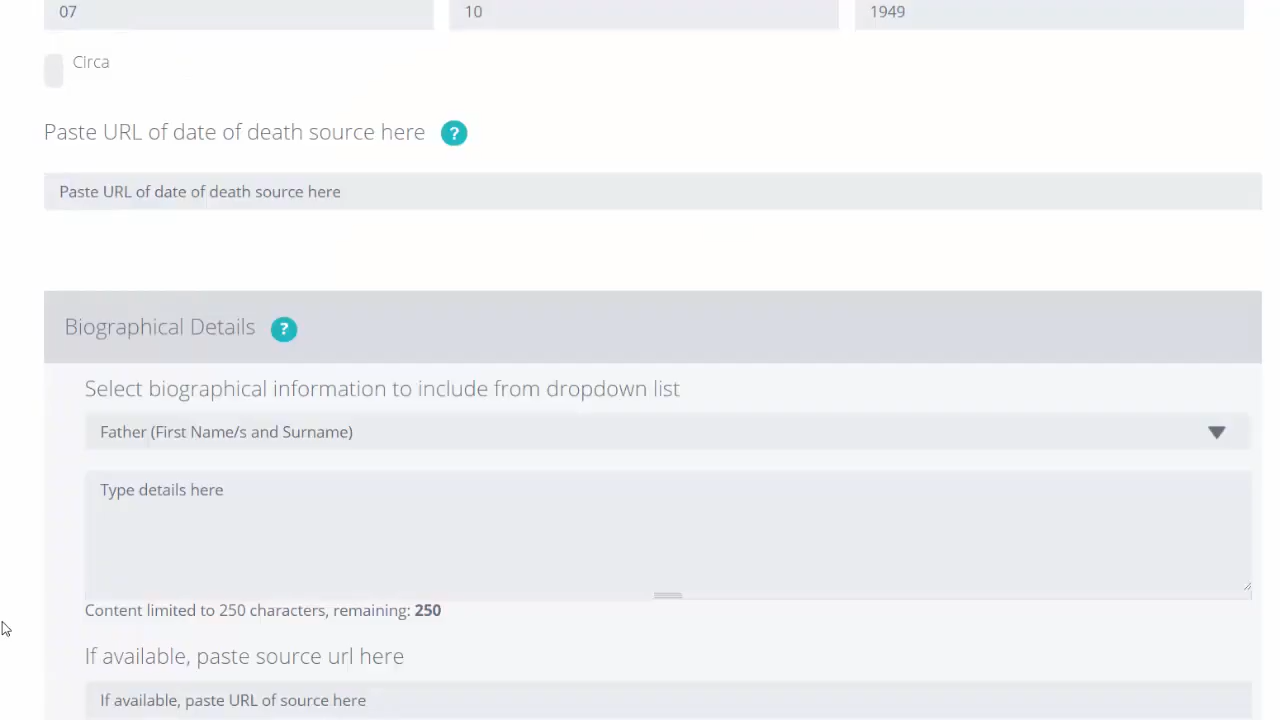 07 10 1949
Circa
Paste URL of date of death source here ?
Paste URL of date of death source here
Biographical Details ?
Select biographical information to include from dropdown list
Father (First Name/s and Surname)
Type details here
Content limited to 250 characters, remaining: 250
If available, paste source url here
If available, paste URL of source here